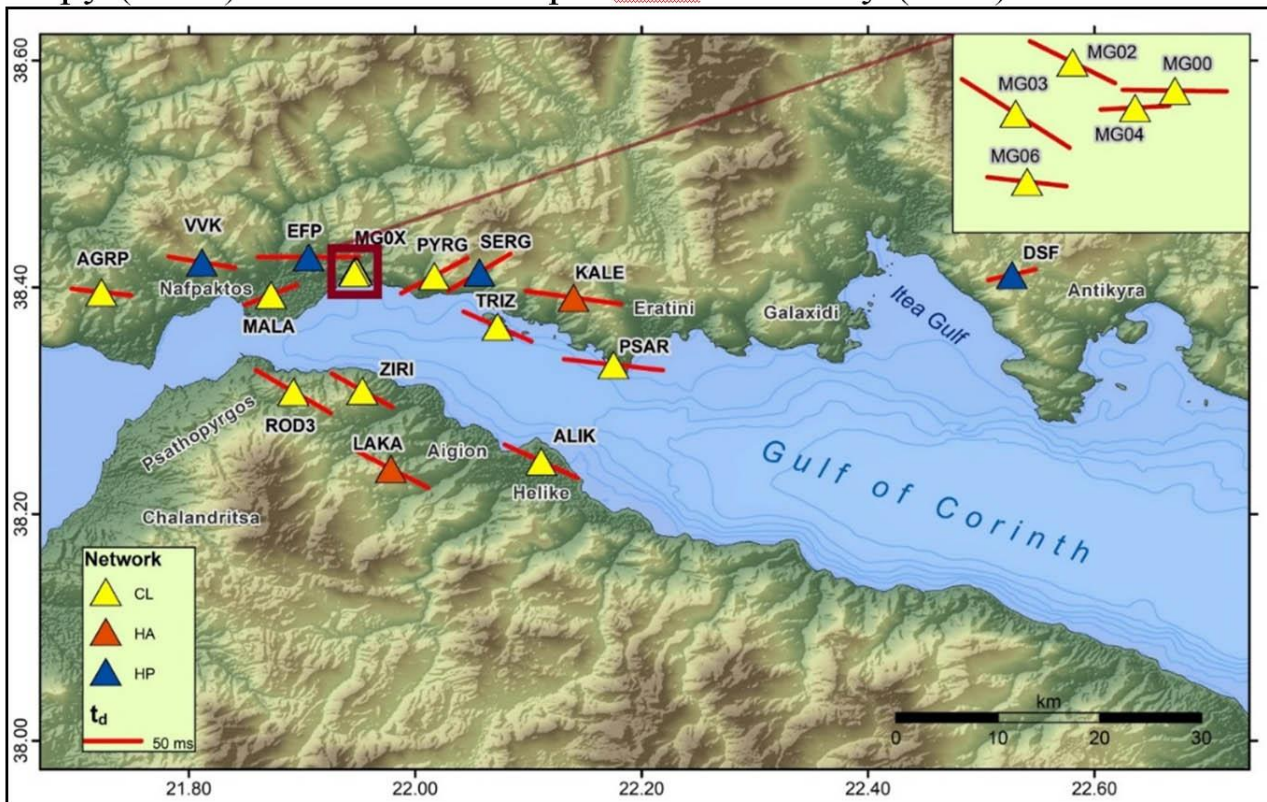 38.60
38.40
38.20
38.00
MG02
MG00
MG03
MG04
MG06
VVK
EFP
MG0X
PYRG
SERG
DSF
AGRP
KALE
Nafpaktos
Antikyra
TRIZ
Eratini
Galaxidi
Itea Gulf
MALA
PSAR
ZIRI
Psathopyrgos
ROD3
LAKA
Aigion
ALIK
Helike
Gulf of Corinth
Chalandritsa
Network
CL
HA
HP
td
50 ms
km
0 10 20 30
21.80 22.00 22.20 22.40 22.60